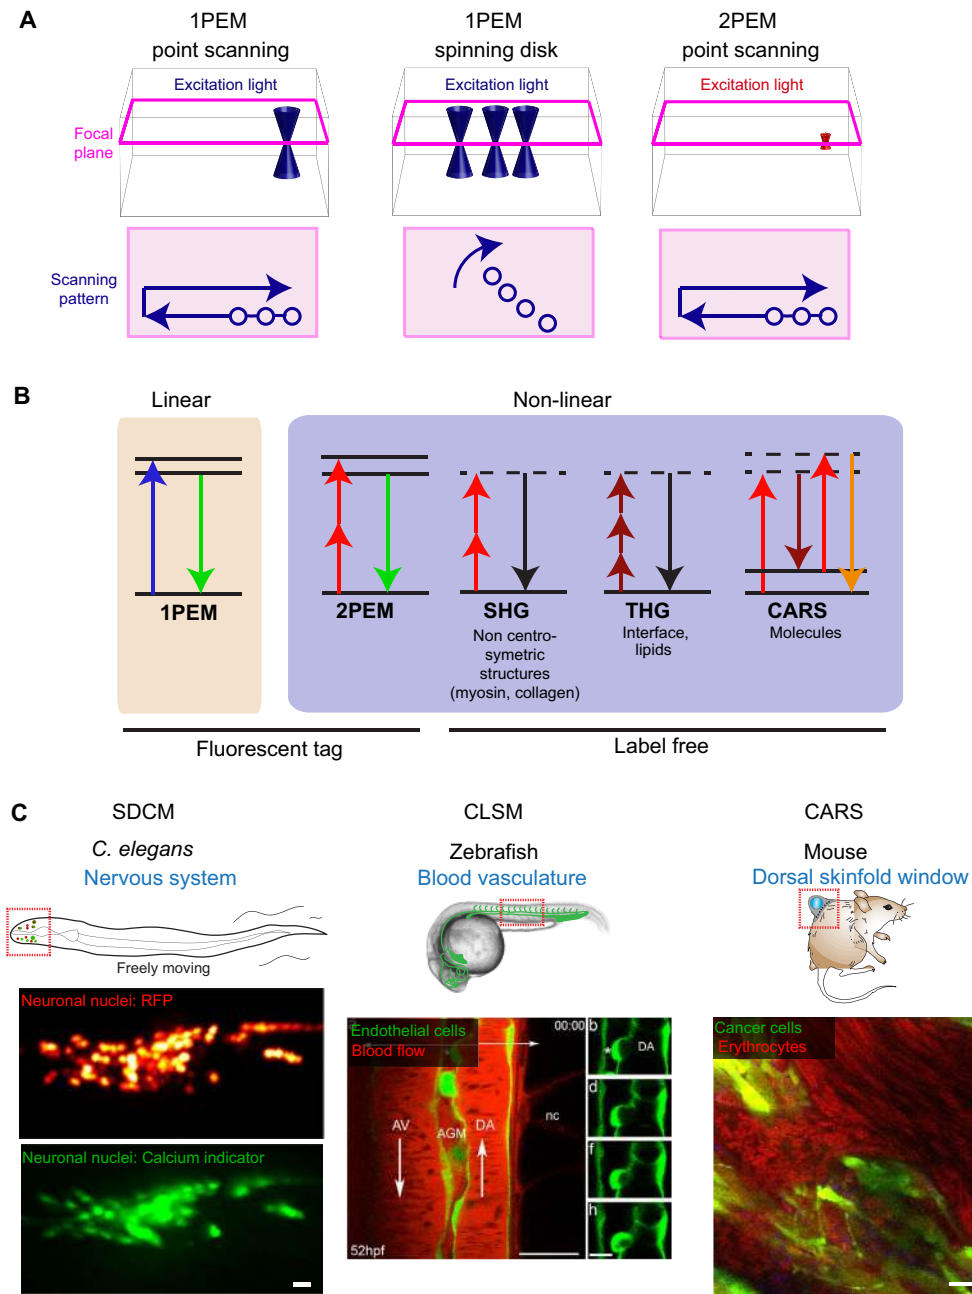 A
1PEM
point scanning
1PEM
spinning disk
2PEM
point scanning
Excitation light
Excitation light
Excitation light
Focal
plane
Scanning
pattern
B
Linear
Non-linear
1PEM
2PEM
SHG
Non centro-
symetric
structures
(myosin, collagen)
THG
Interface,
lipids
CARS
Molecules
Fluorescent tag
Label free
C
SDCM
C. elegans
Nervous system
Freely moving
Neuronal nuclei: RFP
Neuronal nuclei: Calcium indicator
CLSM
Zebrafish
Blood vasculature
Endothelial cells
Blood flow
00:00
AV
AGM
DA
nc
52hpf
b
*
DA
d
f
h
CARS
Mouse
Dorsal skinfold window
Cancer cells
Erythrocytes